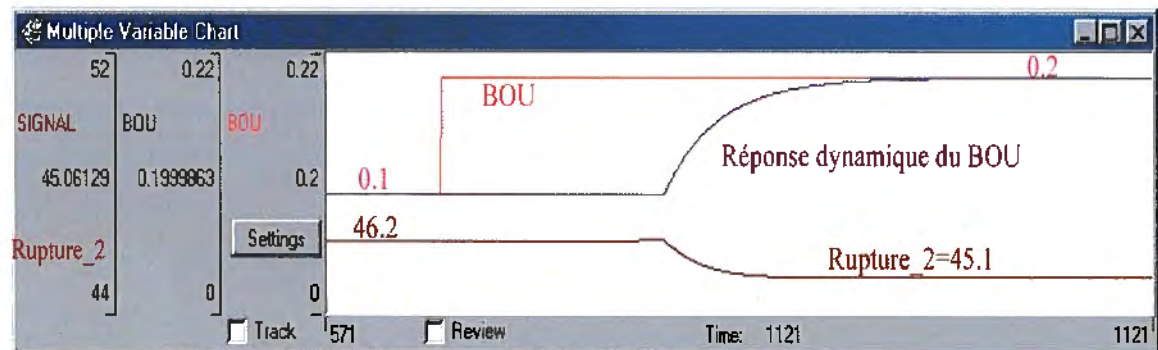 Multiple Variable Chart
52 0.22 0.22
SIGNAL BOU BOU
45.06129 0.1999863 0.2
Rupture_2 Settings
44 0 0
0.2
BOU
Réponse dynamique du BOU
0.1
46.2
Rupture_2=45.1
Track 571 Review Time: 1121 1121